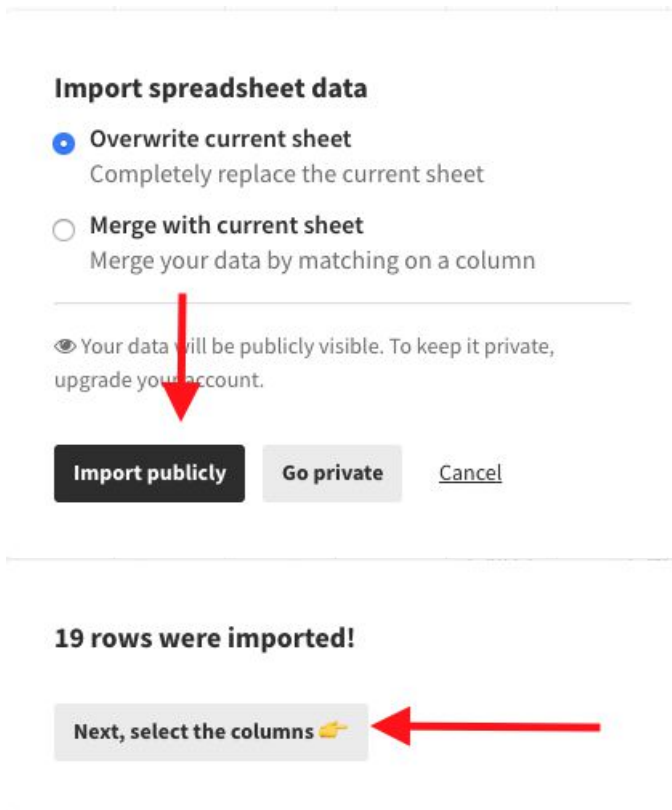 Import spreadsheet data
Overwrite current sheet
Completely replace the current sheet
Merge with current sheet
Merge your data by matching on a column
Your data will be publicly visible. To keep it private,
upgrade your account.
Import publicly Go private Cancel
19 rows were imported!
Next, select the columns 👉